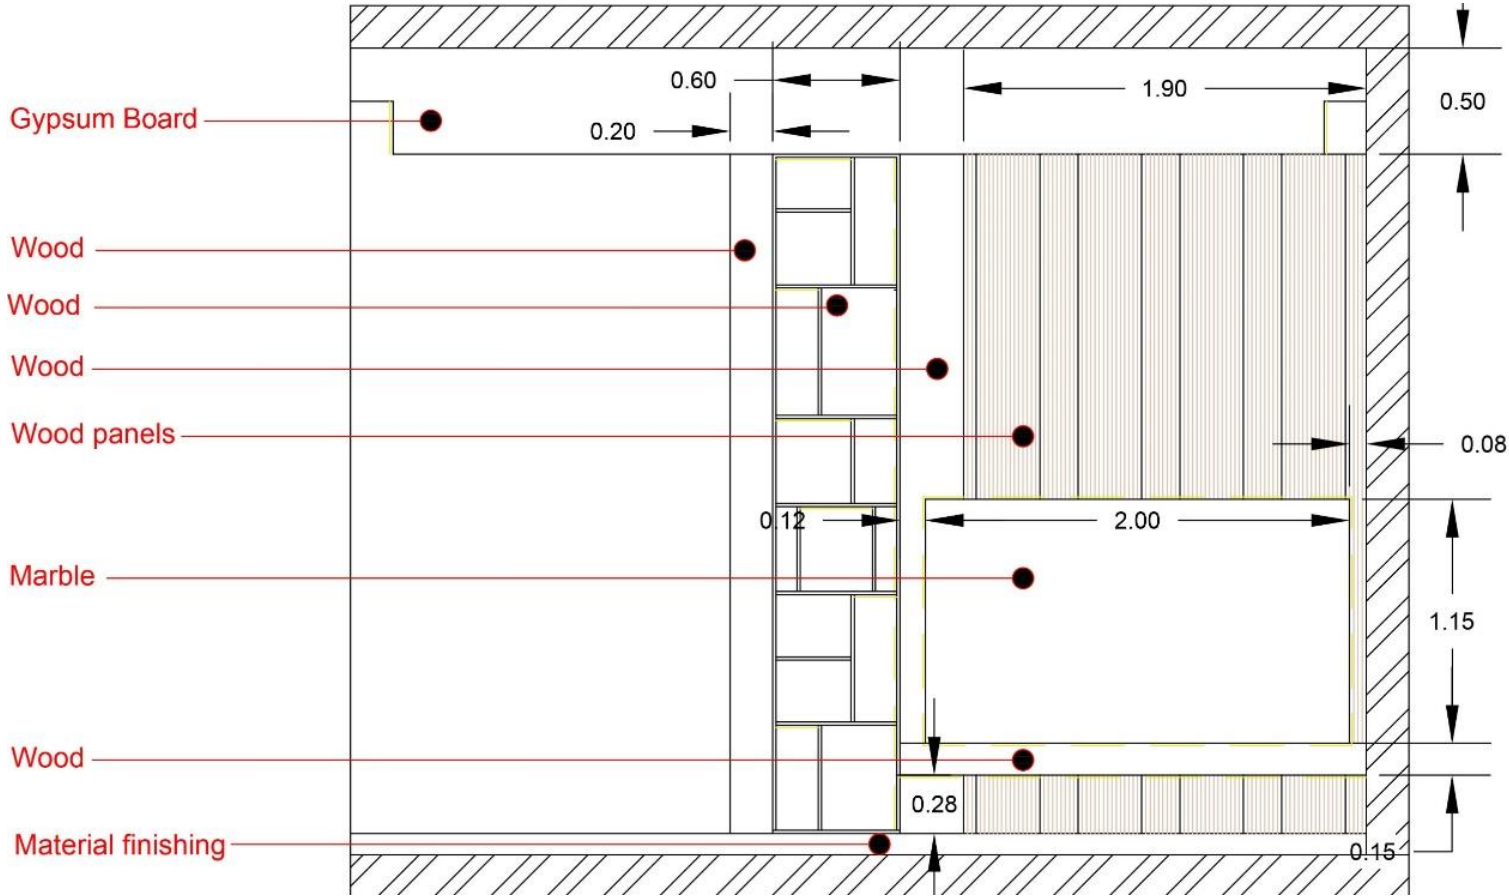 0.60
1.90
0.50
Gypsum Board
0.20
Wood
Wood
Wood
Wood panels
0.08
0.12
2.00
Marble
1.15
Wood
0.28
Material finishing
0.15